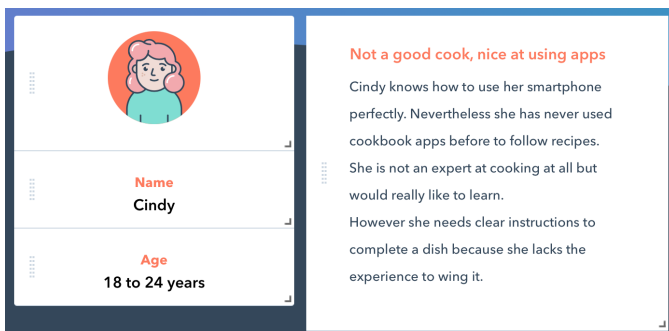 Name
Cindy
Age
18 to 24 years
Not a good cook, nice at using apps
Cindy knows how to use her smartphone
perfectly. Nevertheless she has never used
cookbook apps before to follow recipes.
She is not an expert at cooking at all but
would really like to learn.
However she needs clear instructions to
complete a dish because she lacks the
experience to wing it.